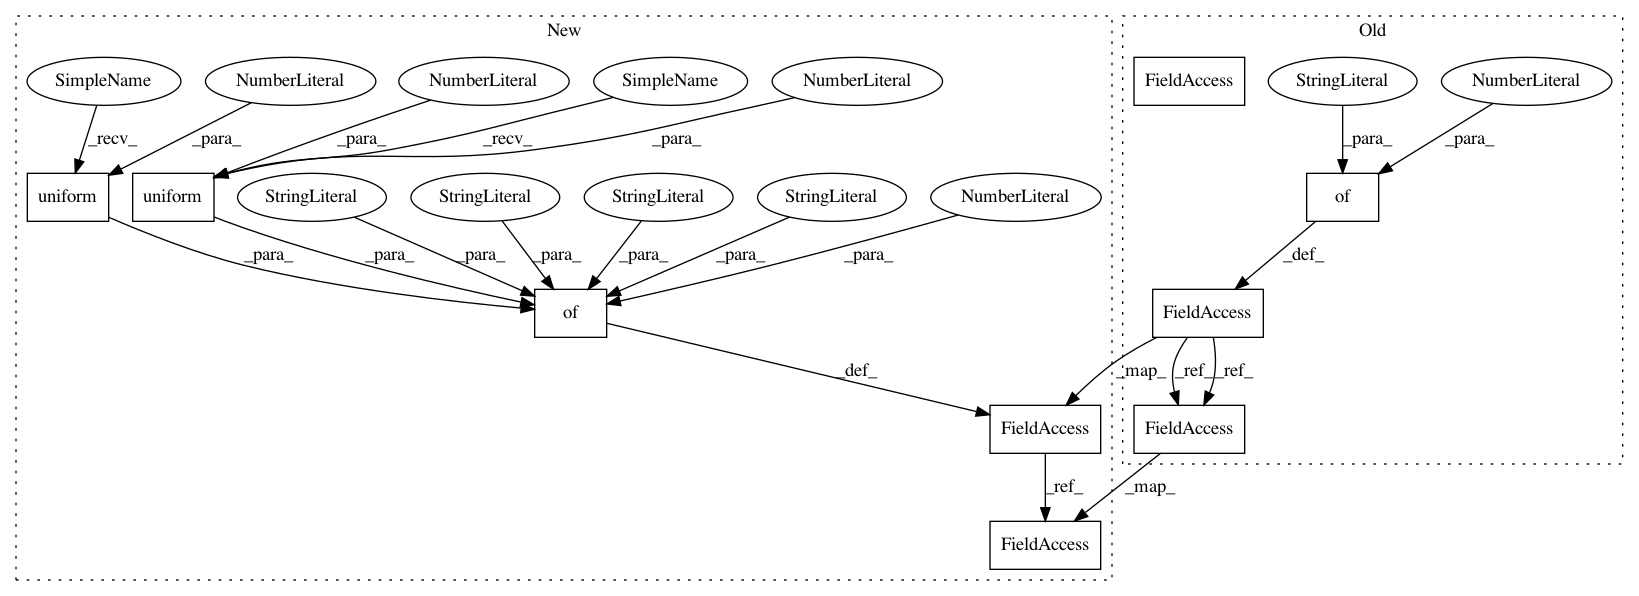 New
Old
SimpleName
NumberLiteral
NumberLiteral
SimpleName
NumberLiteral
FieldAccess
StringLiteral
NumberLiteral
_recv_
_para_
_para_
_recv_
_para_
_para_
_para_
uniform
uniform
StringLiteral
StringLiteral
StringLiteral
StringLiteral
NumberLiteral
of
_para_
_para_
_para_
_para_
_para_
_para_
_para_
_def_
of
FieldAccess
_def_
_map_
_ref_
_ref_
FieldAccess
FieldAccess
_ref_
_map_
FieldAccess